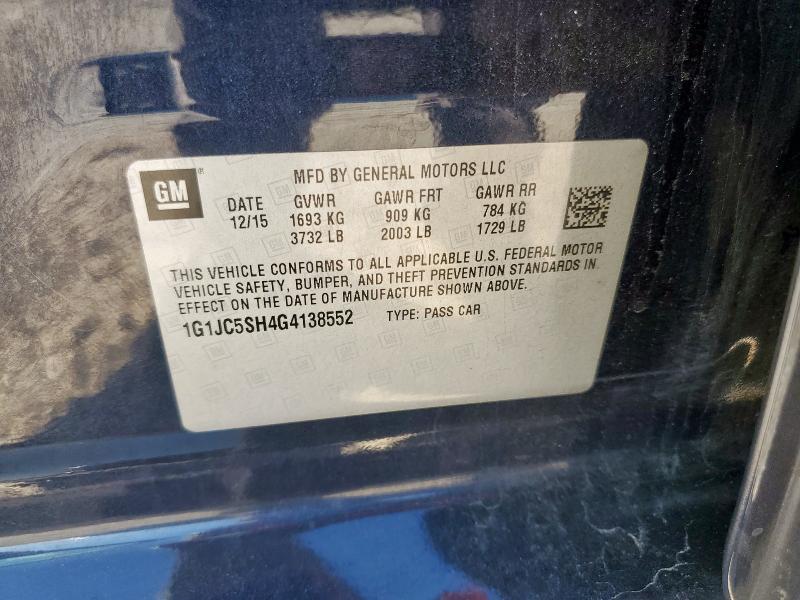 GM
MFD BY GENERAL MOTORS LLC
DATE GVWR GAWR FRT GAWR RR
12/15 1693 KG 909 KG 784 KG
3732 LB 2003 LB 1729 LB
THIS VEHICLE CONFORMS TO ALL APPLICABLE U.S. FEDERAL MOTOR
VEHICLE SAFETY, BUMPER, AND THEFT PREVENTION STANDARDS IN
EFFECT ON THE DATE OF MANUFACTURE SHOWN ABOVE.
1G1JC5SH4G4138552 TYPE: PASS CAR